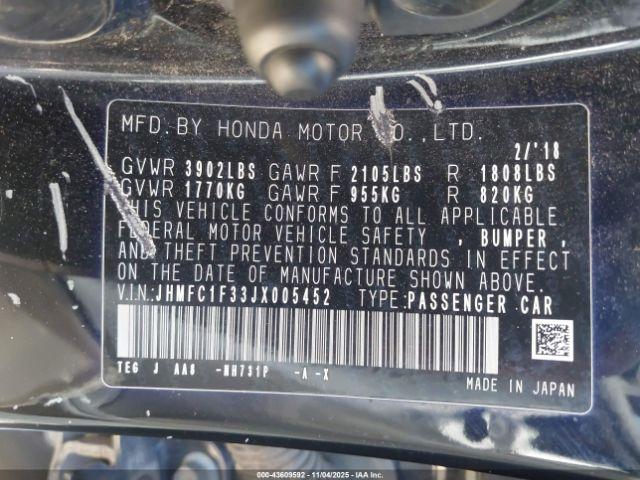 MFD.BY HONDA MOTOR CO.,LTD.
2/'18
GVWR 3902LBS GAWR F 2105LBS R 1808LBS
GVWR 1770KG GAWR F 955KG R 820KG
THIS VEHICLE CONFORMS TO ALL APPLICABLE
FEDERAL MOTOR VEHICLE SAFETY , BUMPER ,
AND THEFT PREVENTION STANDARDS IN EFFECT
ON THE DATE OF MANUFACTURE SHOWN ABOVE.
V.I.N:JHMFC1F33JX005452 TYPE:PASSENGER CAR
TEG J AA8 -NH731P -A-X
MADE IN JAPAN
000-43609592 - 11/04/2025 - ©IAA Inc.